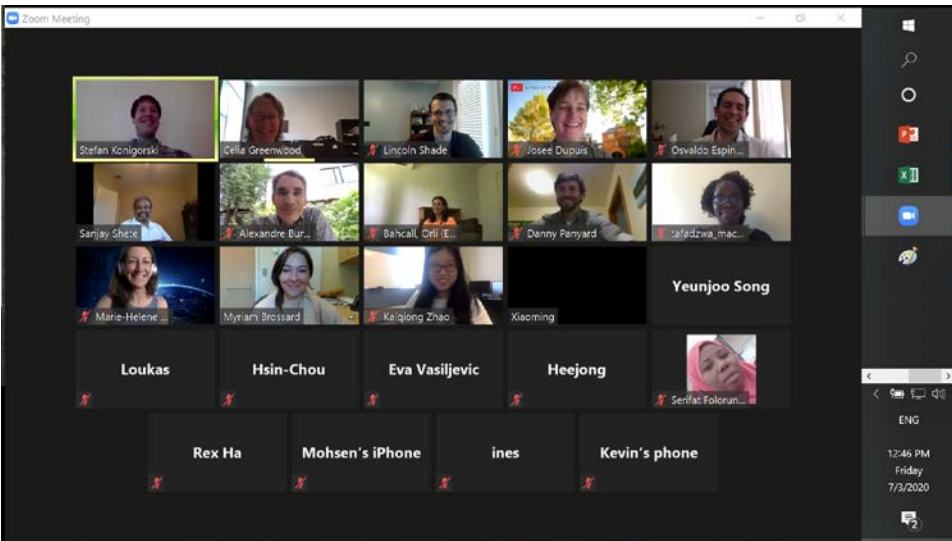 Zoom Meeting
Stefan Konigorski
Celia Greenwood
Lincoln Shade
Josee Dupuis
Osvaldo Espin...
Sanjay Shete
Alexandre Bur...
Bahcall, Orli (E...
Danny Panyard
tafadzwa_mac...
Marie-Helene ...
Myriam Brossard
Kaiqiong Zhao
Xiaoming
Yeunjoo Song
Loukas
Hsin-Chou
Eva Vasiljevic
Heejong
Serifat Folorun...
Rex Ha
Mohsen's iPhone
ines
Kevin's phone
ENG
12:46 PM
Friday
7/3/2020
2